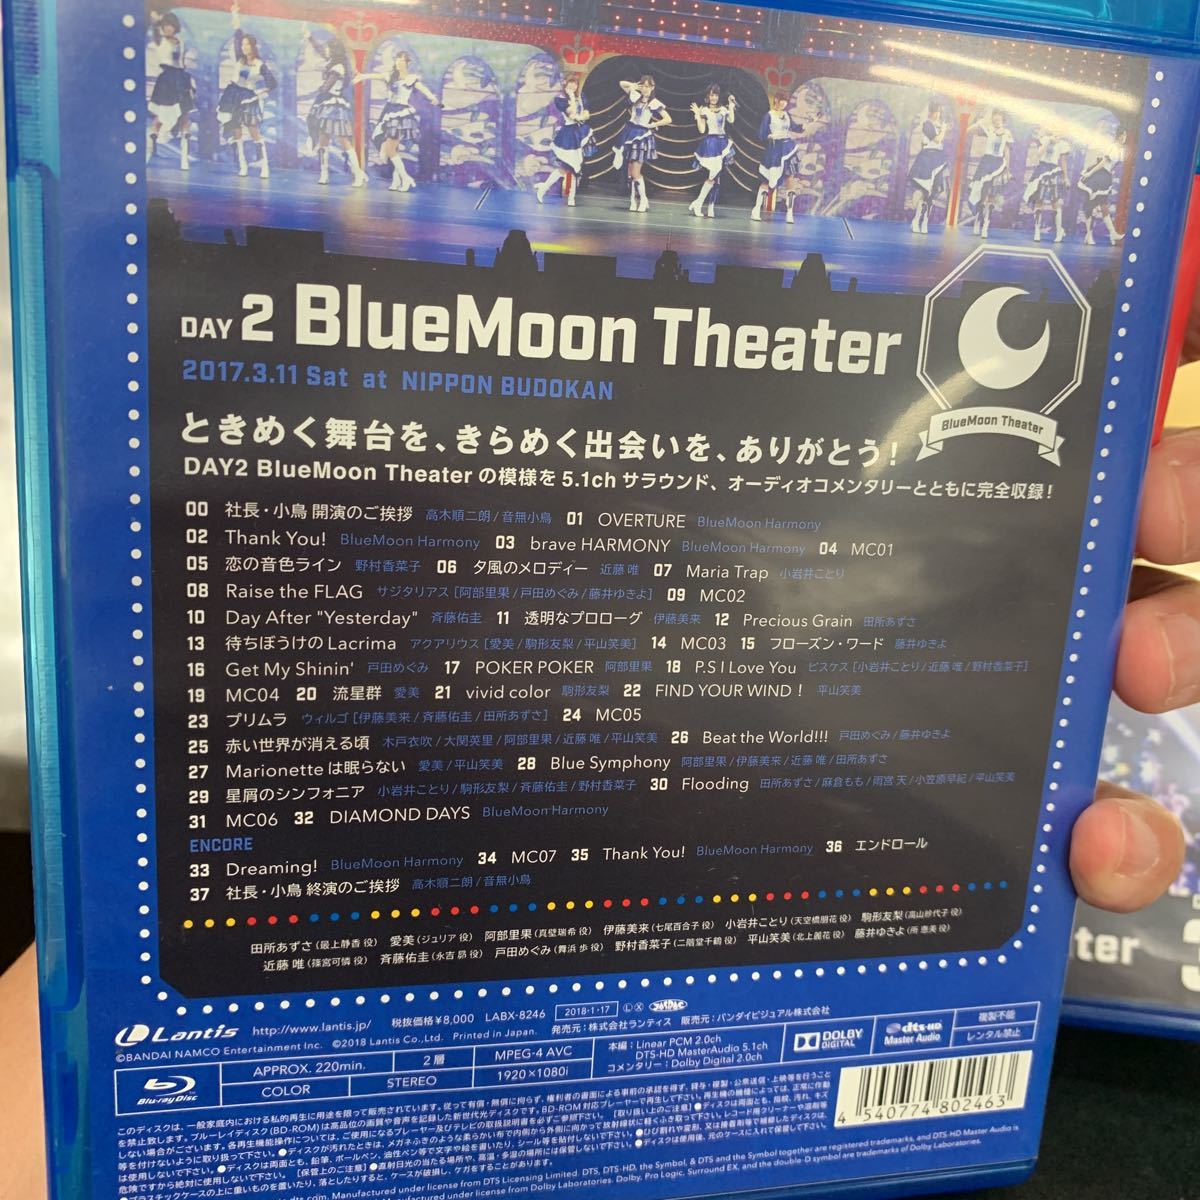 DAY 2 BlueMoon Theater
2017.3.11 Sat at NIPPON BUDOKAN
BlueMoon Theater
ときめく舞台を、きらめく出会いを、ありがとう!
DAY2 BlueMoon Theaterの模様を5.1chサラウンド、オーディオコメンタリーとともに完全収録!
00 社長・小鳥 開演のご挨拶 高木順二朗/音無小鳥 01 OVERTURE BlueMoon Harmony
02 Thank You! BlueMoon Harmony 03 brave HARMONY BlueMoon Harmony 04 MC01
05 恋の音色ライン 野村香菜子 06 夕風のメロディー 近藤 唯 07 Maria Trap 小岩井ことり
08 Raise the FLAG サジタリアス[阿部里果/戸田めぐみ/藤井ゆきよ] 09 MC02
10 Day After "Yesterday" 斉藤佑圭 11 透明なプロローグ 伊藤美来 12 Precious Grain 田所あずさ
13 待ちぼうけのLacrima アクアリウス[愛美/駒形友梨/平山笑美] 14 MC03 15 フローズン・ワード 藤井ゆきよ
16 Get My Shinin' 戸田めぐみ 17 POKER POKER 阿部里果 18 P.S I Love You ピスケス[小岩井ことり/近藤 唯/野村香菜子]
19 MC04 20 流星群 愛美 21 vivid color 駒形友梨 22 FIND YOUR WIND! 平山笑美
23 プリムラ ウィルゴ[伊藤美来/斉藤佑圭/田所あずさ] 24 MC05
25 赤い世界が消える頃 木戸衣吹/大関英里/阿部里果/近藤 唯/平山笑美 26 Beat the World!!! 戸田めぐみ/藤井ゆきよ
27 Marionetteは眠らない 愛美/平山笑美 28 Blue Symphony 阿部里果/伊藤美来/近藤 唯/田所あずさ
29 星屑のシンフォニア 小岩井ことり/駒形友梨/斉藤佑圭/野村香菜子 30 Flooding 田所あずさ/麻倉もも/雨宮 天/小笠原早紀/平山笑美
31 MC06 32 DIAMOND DAYS BlueMoon Harmony
ENCORE
33 Dreaming! BlueMoon Harmony 34 MC07 35 Thank You! BlueMoon Harmony 36 エンドロール
37 社長・小鳥 終演のご挨拶 高木順二朗/音無小鳥
田所あずさ(最上静香 役) 愛美(ジュリア 役) 阿部里果(真壁瑞希 役) 伊藤美来(七尾百合子 役) 小岩井ことり(天空橋朋花 役) 駒形友梨(高山紗代子 役)
近藤 唯(篠宮可憐 役) 斉藤佑圭(永吉 昴 役) 戸田めぐみ(舞浜 歩 役) 野村香菜子(二階堂千鶴 役) 平山笑美(北上麗花 役) 藤井ゆきよ(所 恵美 役)
Lantis http://www.lantis.jp/ 税抜価格¥8,000 LABX-8246 2018・1・17 JASRAC
©BANDAI NAMCO Entertainment Inc. ©2018 Lantis Co.,Ltd. Printed in Japan. 発売元:株式会社ランティス 販売元:バンダイビジュアル株式会社
Blu-ray Disc
APPROX. 220min. 2層 MPEG-4 AVC
COLOR STEREO 1920×1080i
本編:Linear PCM 2.0ch
DTS-HD MasterAudio 5.1ch
コメンタリー:Dolby Digital 2.0ch
DOLBY DIGITAL
dts-HD Master Audio
複製不能
レンタル禁止
4 540774 802463
ter